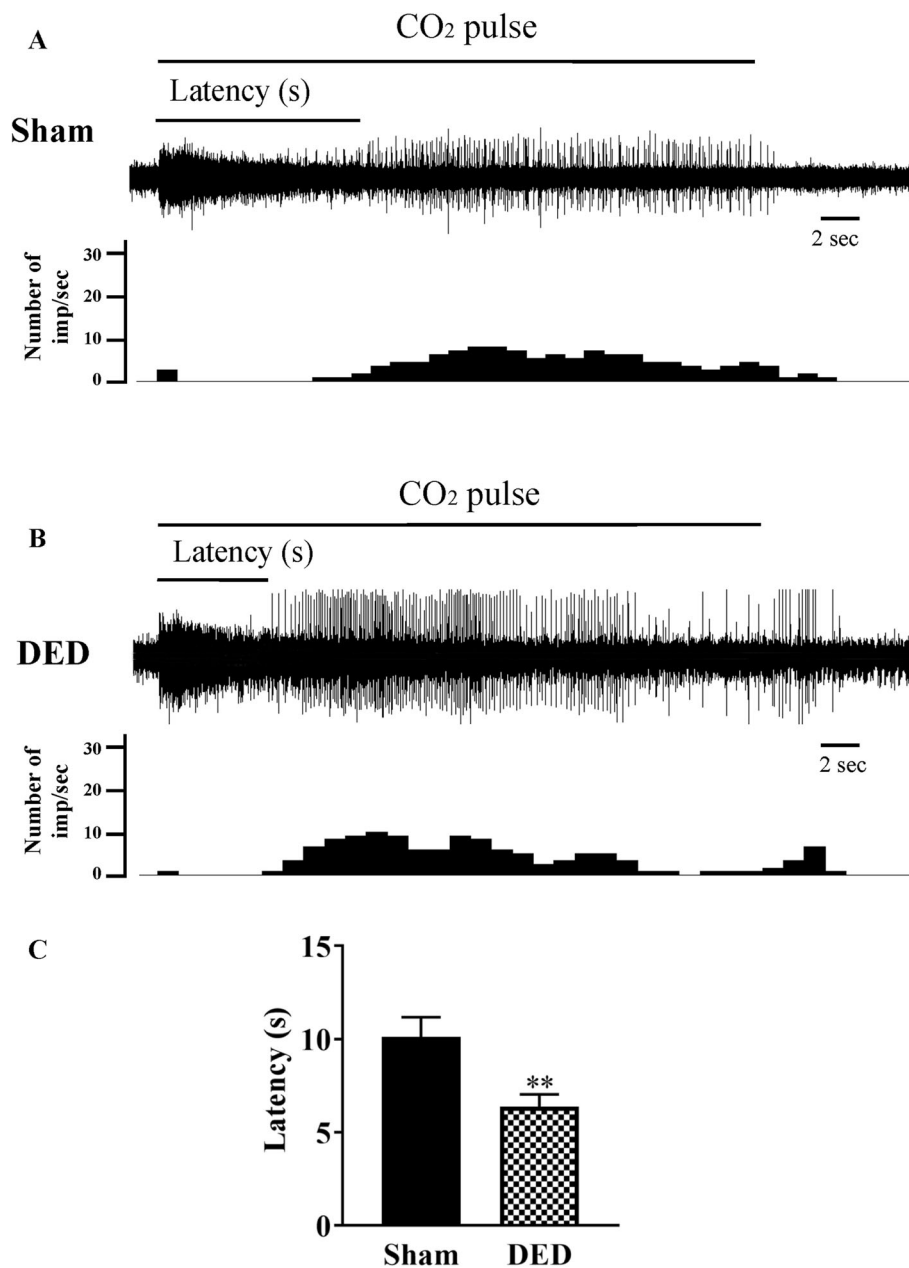 A
CO₂ pulse
Latency (s)
Sham
2 sec
Number of
imp/sec
30
20
10
0
CO₂ pulse
B
Latency (s)
DED
2 sec
Number of
imp/sec
30
20
10
0
C
Latency (s)
15
10
5
0
**
Sham DED